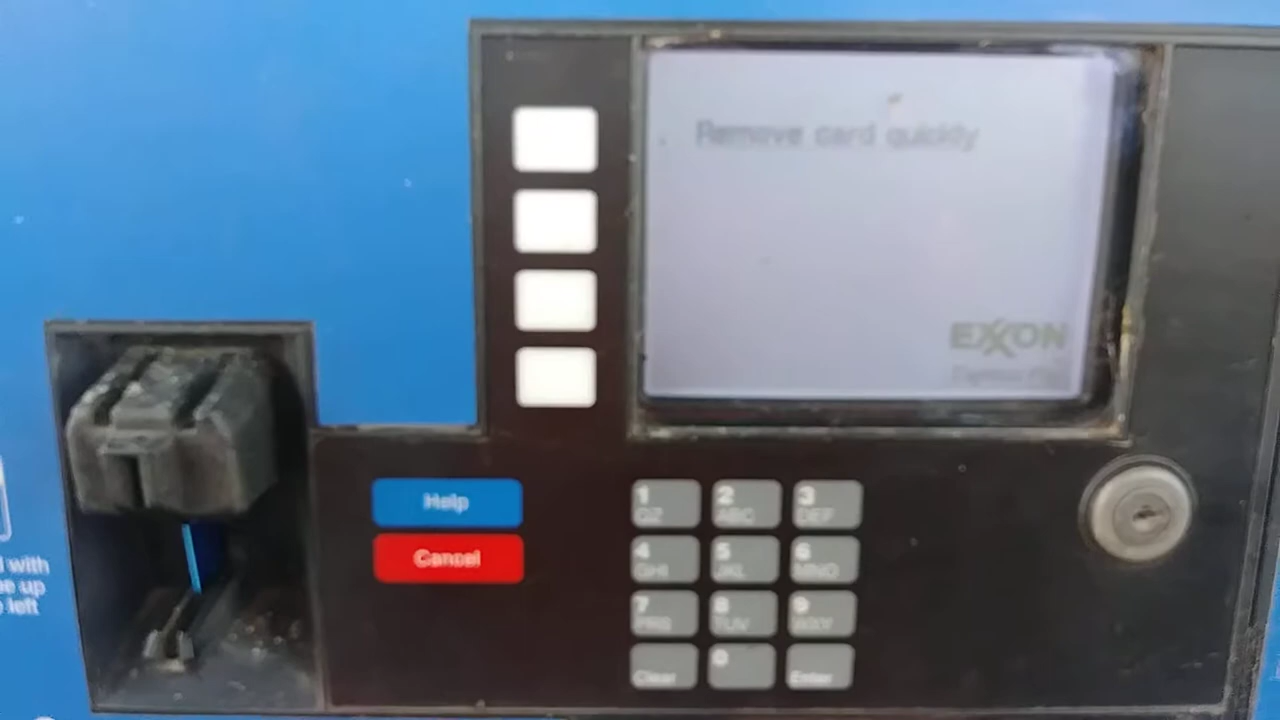 Remove card quickly
EXXON
Help
Cancel
1
QZ
2
ABC
3
DEF
4
GHI
5
JKL
6
MNO
7
PRS
8
TUV
9
WXY
Clear
0
Enter
with
up
left